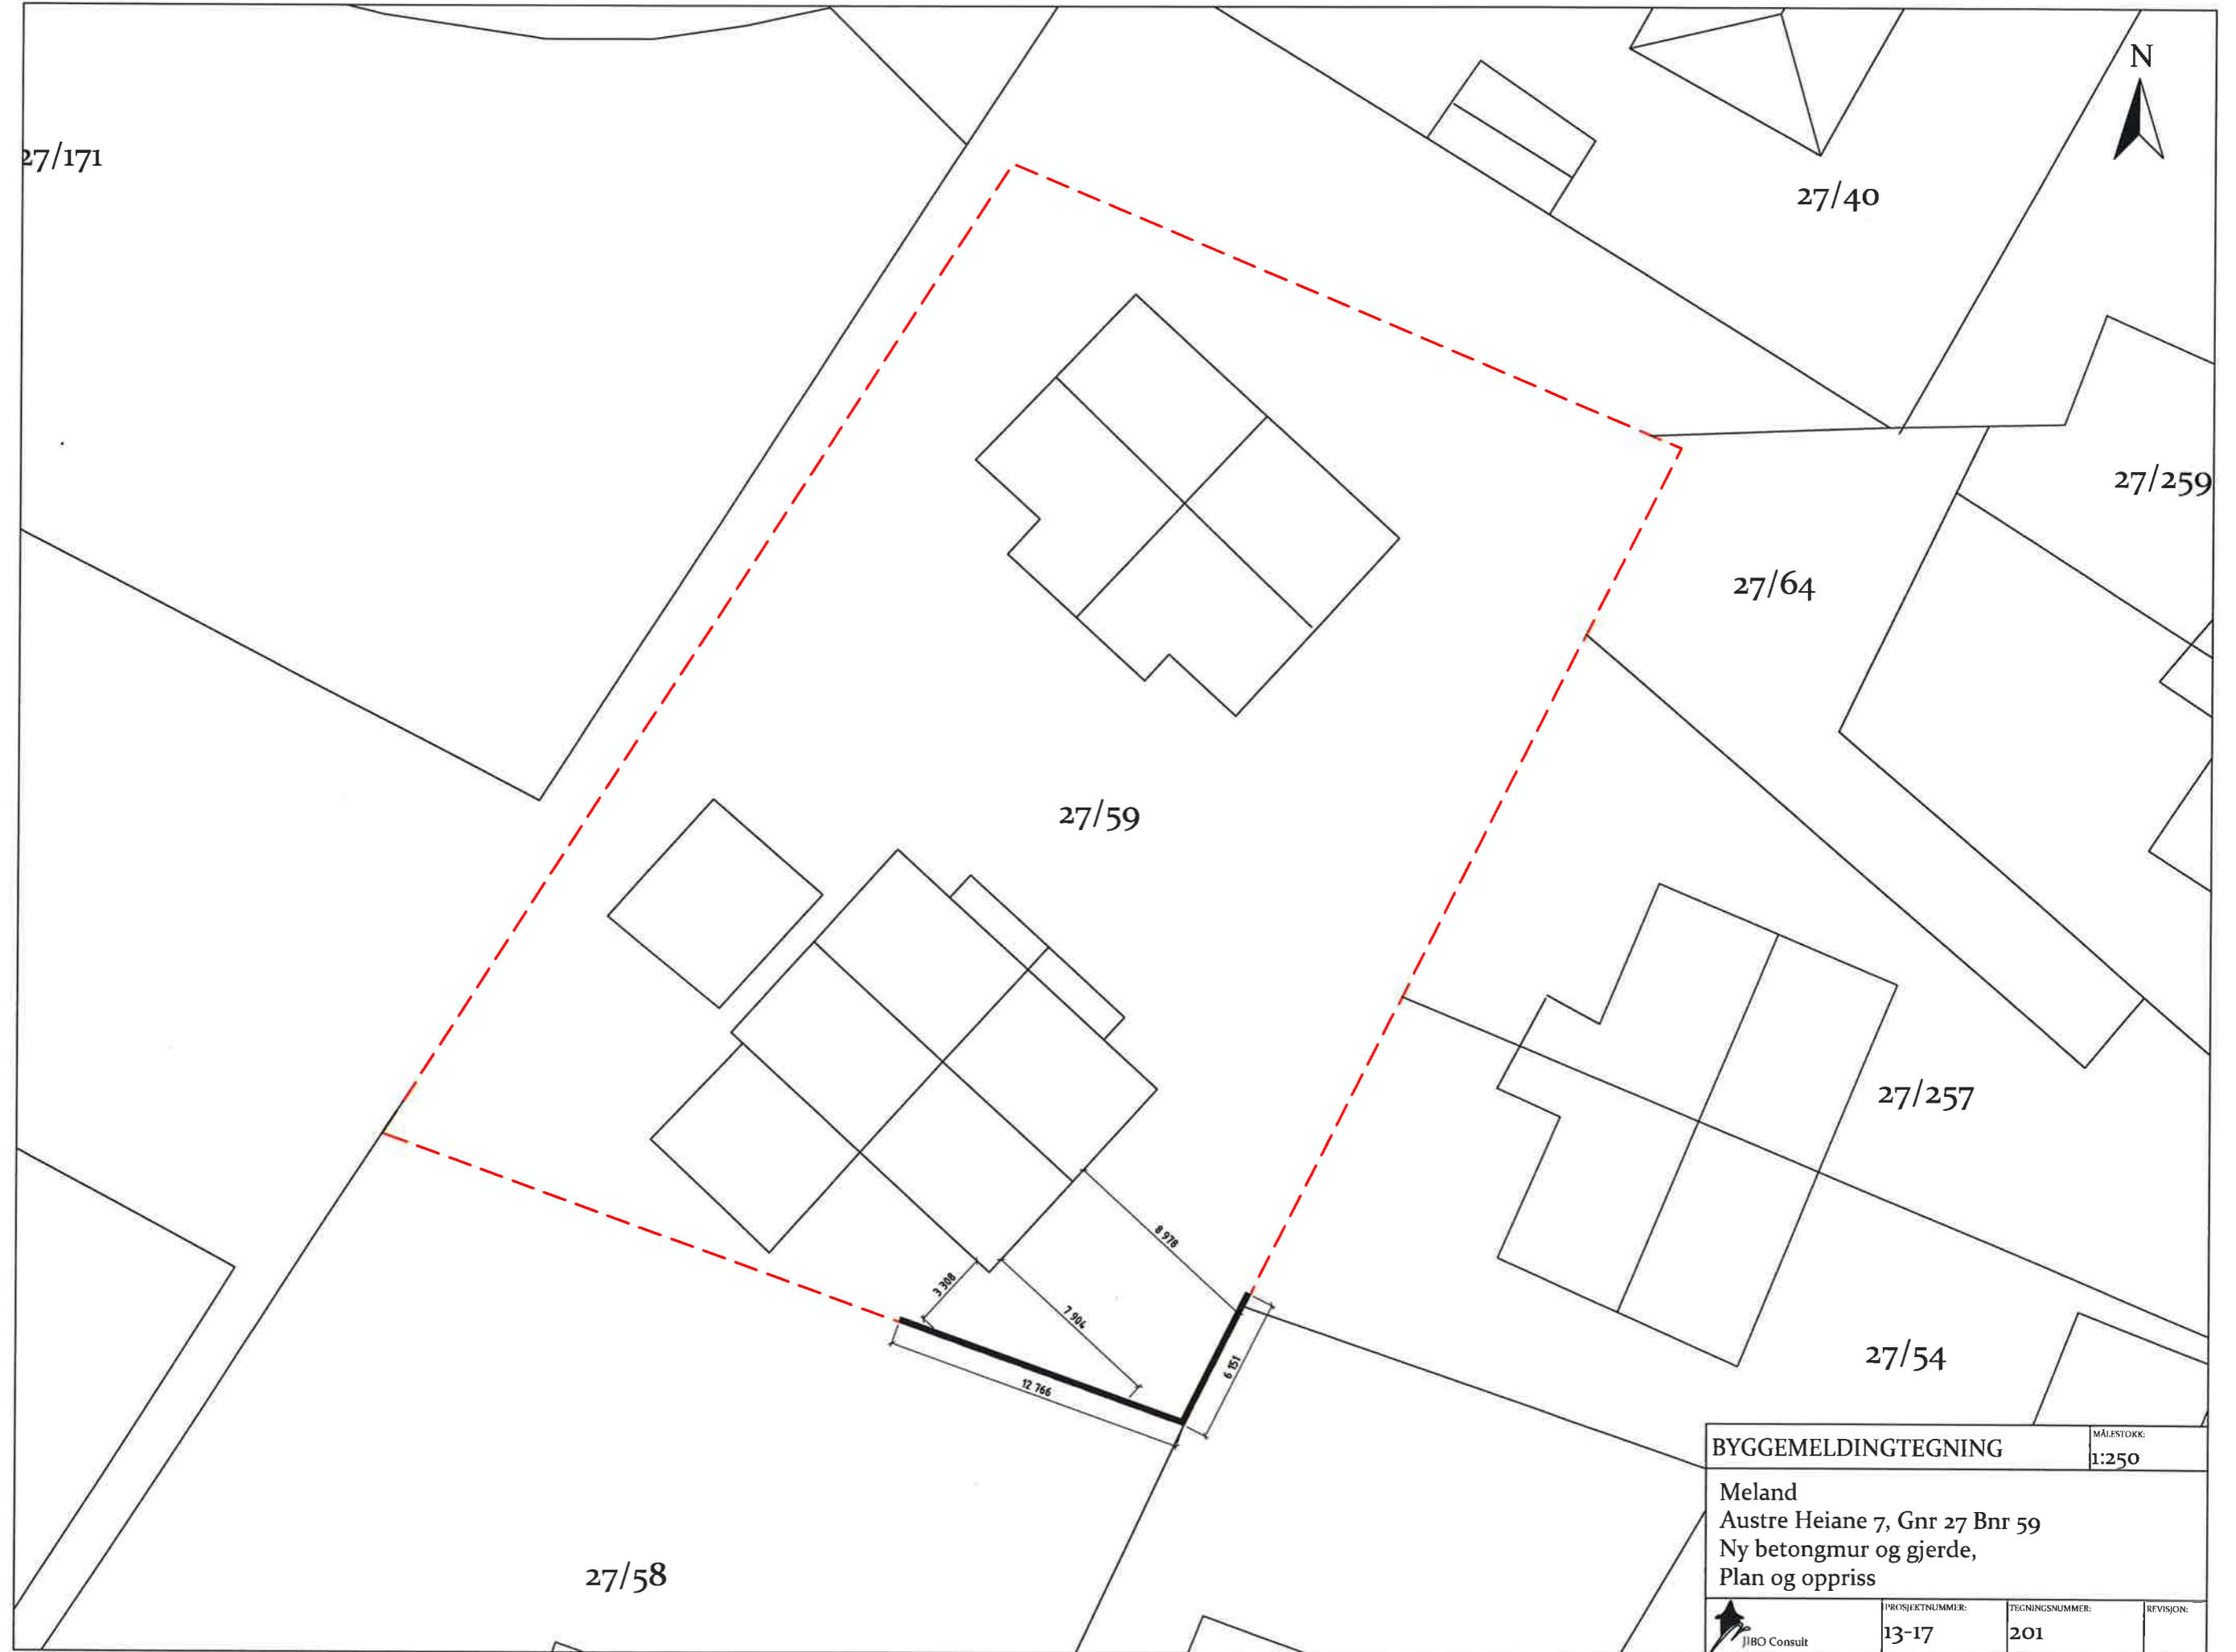 N
27/171
27/40
27/259
27/64
27/59
27/257
8 978
3 308
7 904
6 151
12 766
27/54
27/58
BYGGEMELDINGTEGNING
MÅLESTOKK:
1:250
Meland
Austre Heiane 7, Gnr 27 Bnr 59
Ny betongmur og gjerde,
Plan og oppriss
JIBO Consult
PROSJEKTNUMMER:
13-17
TEGNINGSNUMMER:
201
REVISJON: